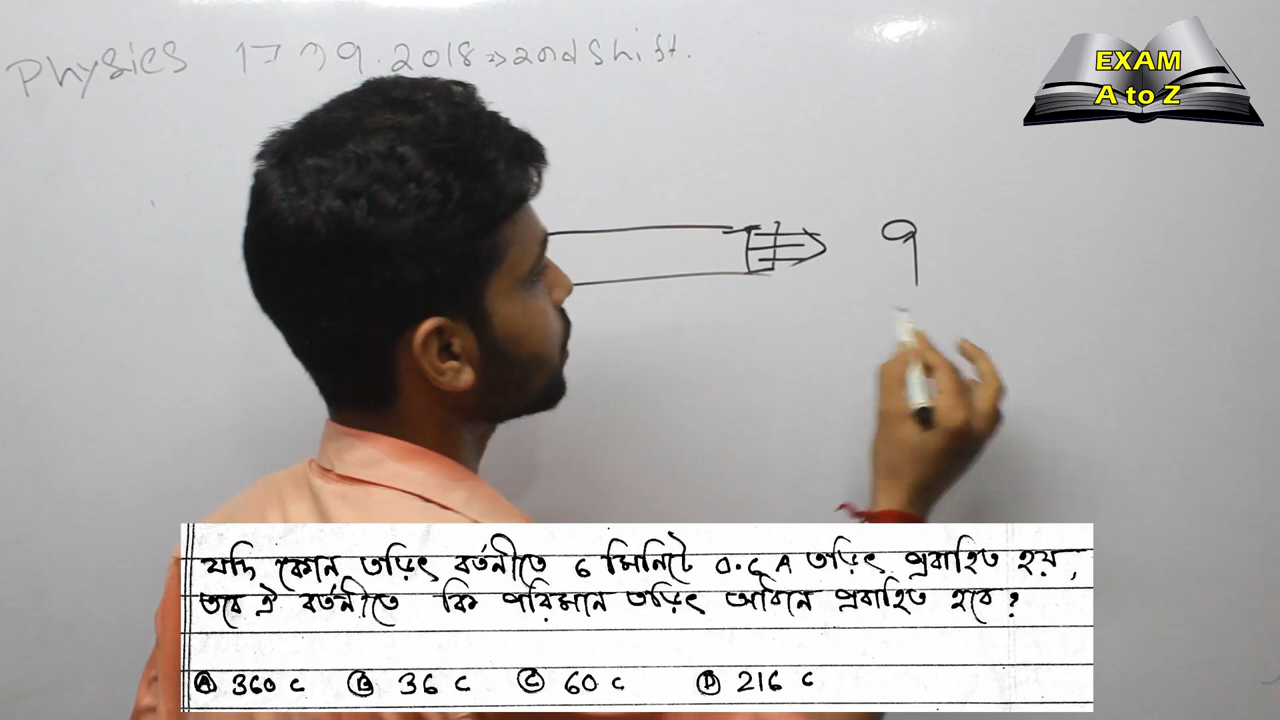 Physics 17.09.2018 → 2nd Shift.
EXAM
A to Z
q
যদি কোন তড়িৎ বর্তনীতে 6 মিনিটে 0.6 A তড়িৎ প্রবাহিত হয়,
তবে ঐ বর্তনীতে কি পরিমান তড়িৎ আধান প্রবাহিত হবে?
Ⓐ 360 C Ⓑ 36 C Ⓒ 60 C Ⓓ 216 C